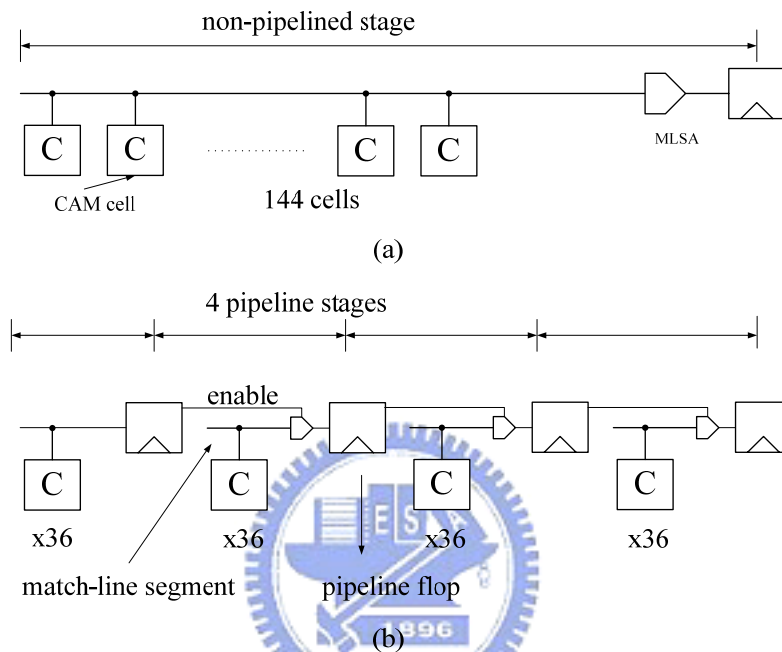 non-pipelined stage
C C C C
MLSA
CAM cell
144 cells
(a)
4 pipeline stages
enable
C C C C
x36 x36 x36 x36
match-line segment
pipeline flop
E S
1896
(b)